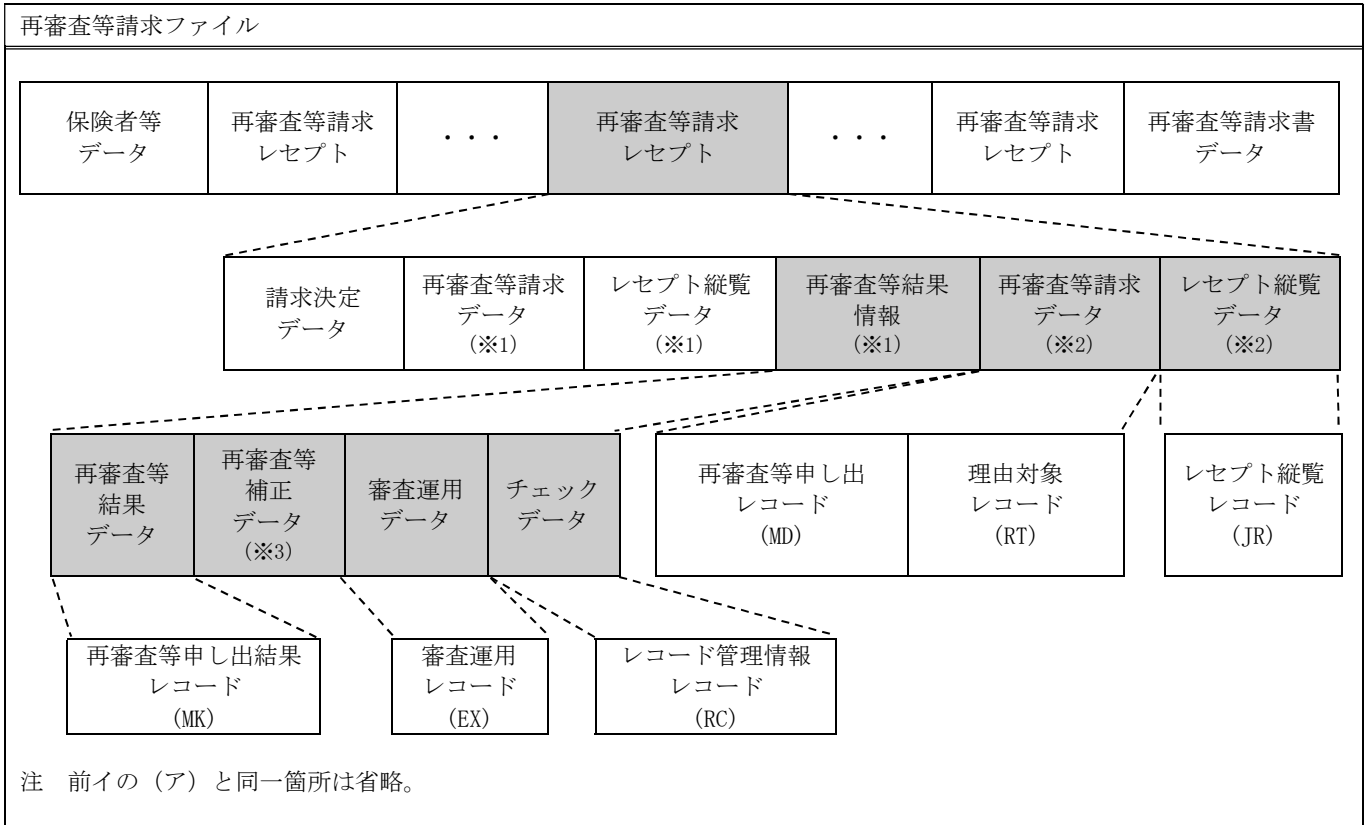 再審査等請求ファイル
保険者等
データ
再審査等請求
レセプト
・・・
再審査等請求
レセプト
・・・
再審査等請求
レセプト
再審査等請求書
データ
請求決定
データ
再審査等請求
データ
(※1)
レセプト縦覧
データ
(※1)
再審査等結果
情報
(※1)
再審査等請求
データ
(※2)
レセプト縦覧
データ
(※2)
再審査等
結果
データ
再審査等
補正
データ
(※3)
審査運用
データ
チェック
データ
再審査等申し出
レコード
(MD)
理由対象
レコード
(RT)
レセプト縦覧
レコード
(JR)
再審査等申し出結果
レコード
(MK)
審査運用
レコード
(EX)
レコード管理情報
レコード
(RC)
注　前イの（ア）と同一箇所は省略。